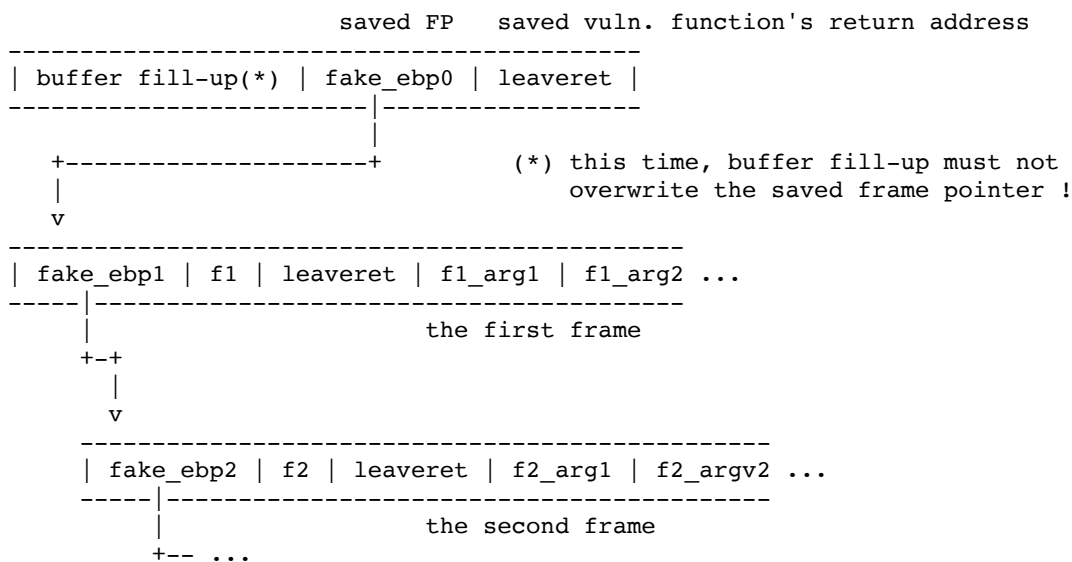 saved FP   saved vuln. function's return address
| buffer fill-up(*) | fake_ebp0 | leaveret |
(*) this time, buffer fill-up must not
overwrite the saved frame pointer !
| fake_ebp1 | f1 | leaveret | f1_arg1 | f1_arg2 ...
the first frame
| fake_ebp2 | f2 | leaveret | f2_arg1 | f2_argv2 ...
the second frame
+-- ...